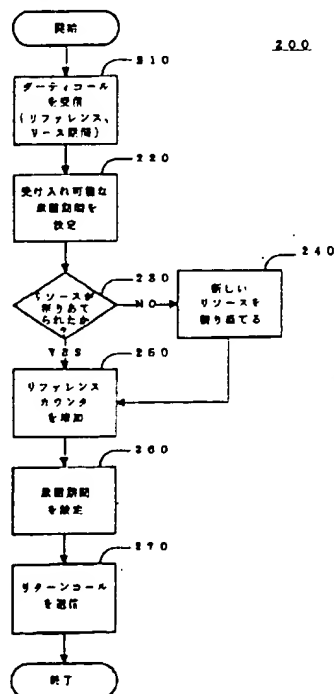 200
開始
210
ダーティコール
を受信
(リファレンス、
リース期間)
220
受け入れ可能な
期間を
設定
230
リソースが
割りあて
られたか
NO
240
新しい
リソースを
割り当てる
YES
250
リファレンス
カウンタ
を増加
260
期間
を設定
270
リターンコール
を送信
終了